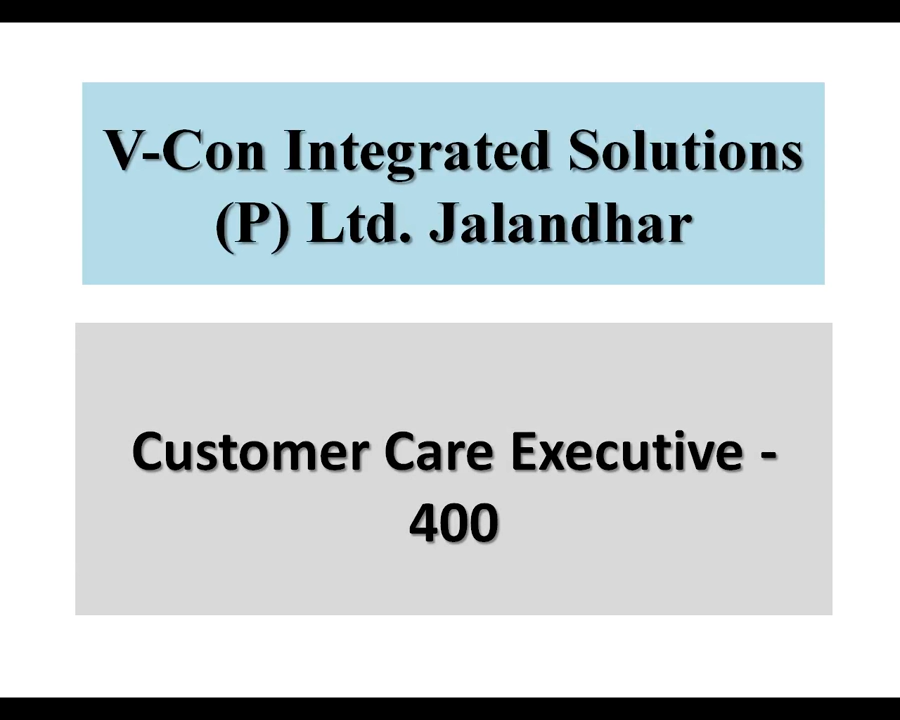 V-Con Integrated Solutions
(P) Ltd. Jalandhar
Customer Care Executive -
400